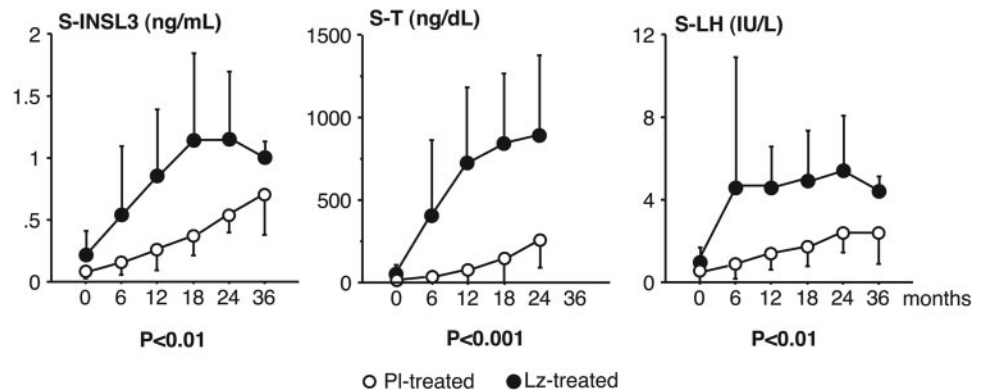 S-INSL3 (ng/mL)
2
1.5
1
.5
0
0 6 12 18 24 36
P<0.01
S-T (ng/dL)
1500
1000
500
0
0 6 12 18 24 36
P<0.001
S-LH (IU/L)
12
8
4
0
0 6 12 18 24 36 months
P<0.01
Pl-treated Lz-treated